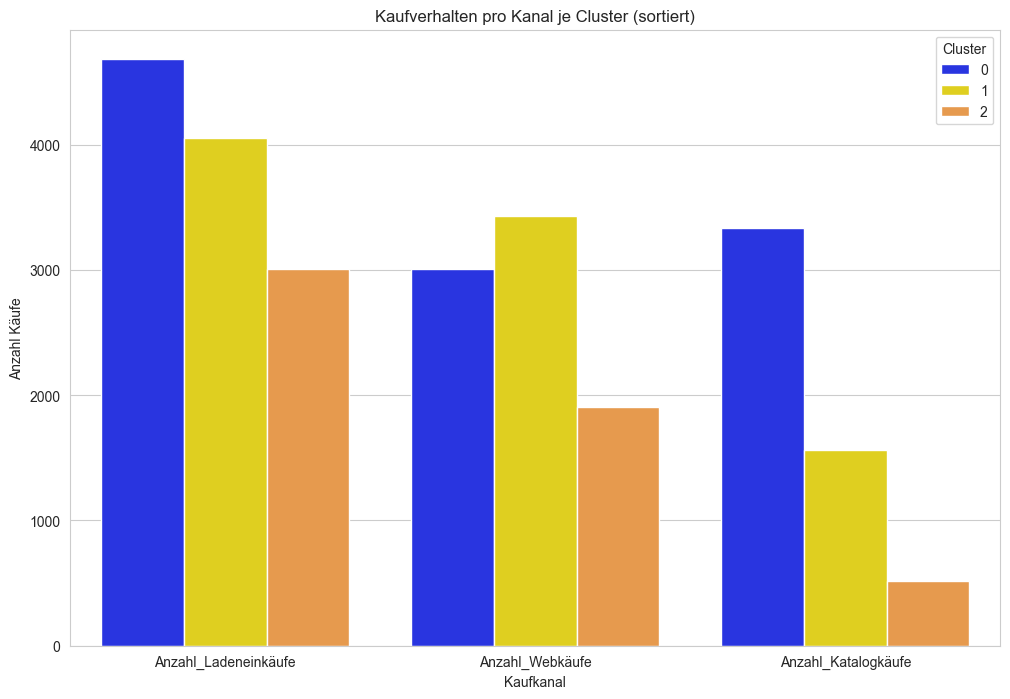 Kaufverhalten pro Kanal je Cluster (sortiert)
Cluster
0
1
2
Anzahl Käufe
4000
3000
2000
1000
0
Anzahl_Ladeneinkäufe
Anzahl_Webkäufe
Anzahl_Katalogkäufe
Kaufkanal